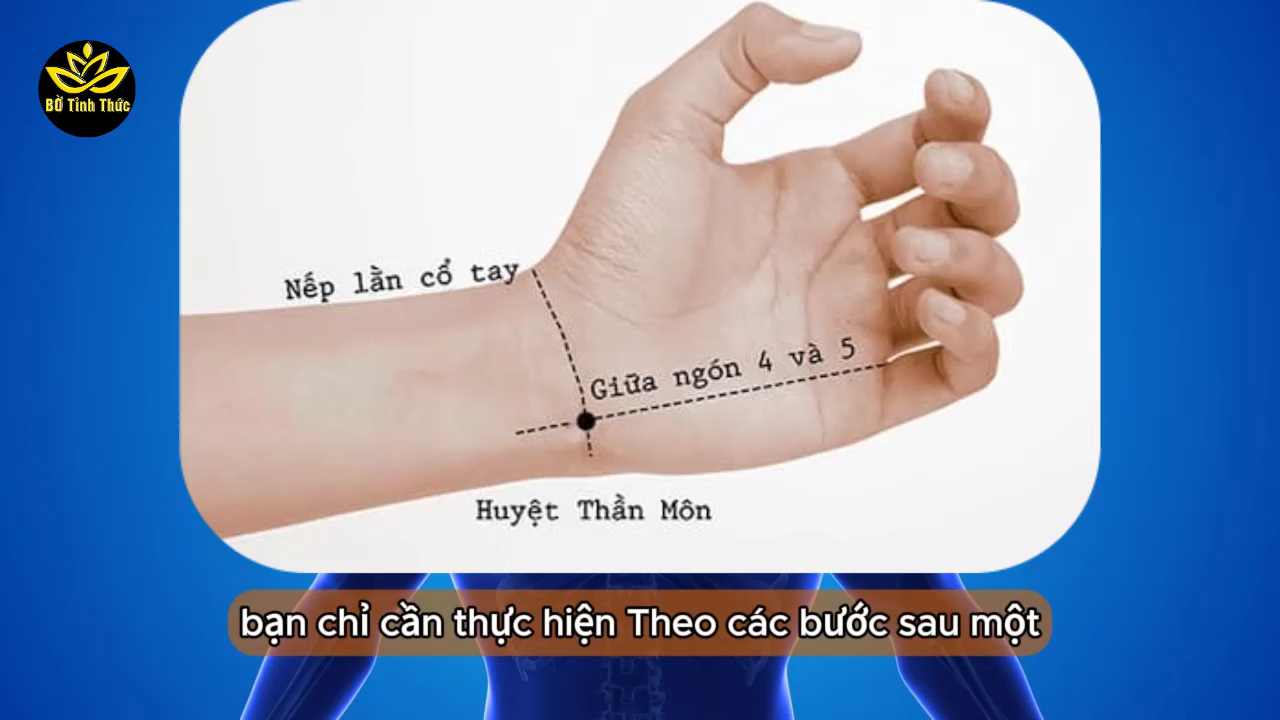 BỜ Tỉnh Thức
Nếp lằn cổ tay
Giữa ngón 4 và 5
Huyệt Thần Môn
bạn chỉ cần thực hiện Theo các bước sau một